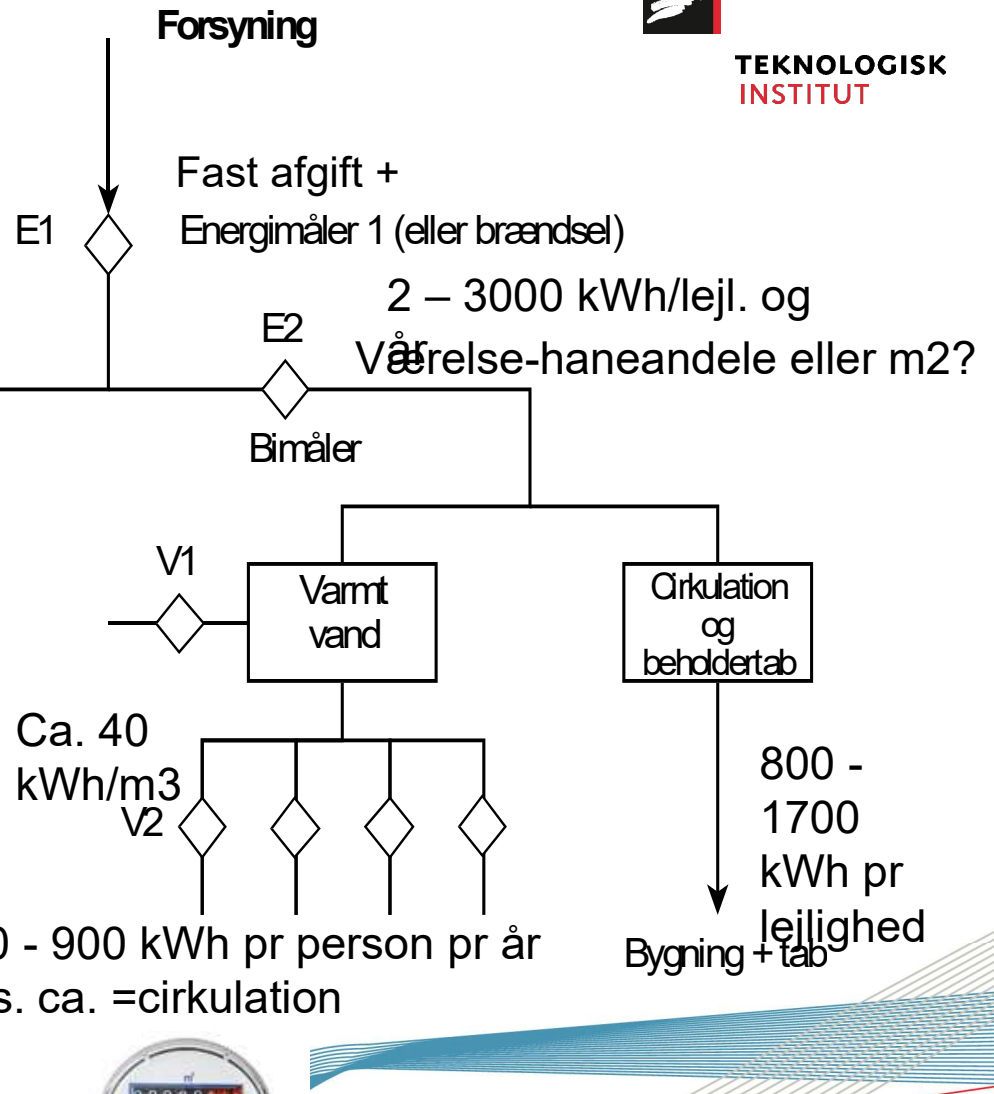 Forsyning
TEKNOLOGISK
INSTITUT
Fast afgift +
E1
Energimåler 1 (eller brændsel)
2 – 3000 kWh/lejl. og
år
E2
Værelse-haneandele eller m2?
Bimåler
V1
Varmt
vand
Cirkulation
og
beholdertab
Ca. 40
kWh/m3
V2
800 -
1700
kWh pr
lejlighed
0 - 900 kWh pr person pr år
Bygning + tab
s. ca. =cirkulation